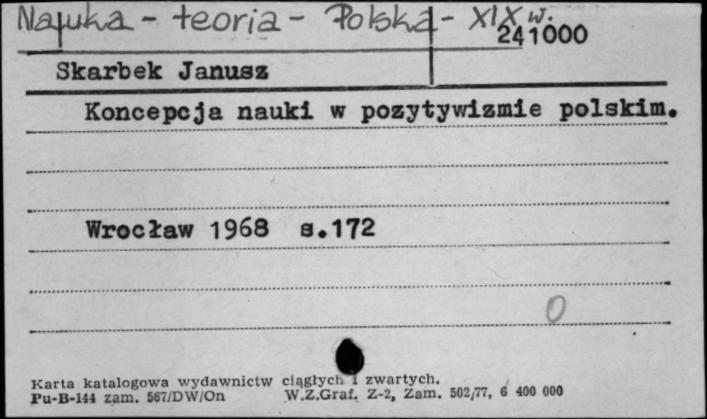 Nauka - teoria - Polska - XIX w.
241000
Skarbek Janusz
Koncepcja nauki w pozytywizmie polskim.
Wrocław 1968 s.172
0
Karta katalogowa wydawnictw ciągłych i zwartych.
Pu-B-144 zam. 567/DW/On W.Z.Graf. Z-2, Zam. 502/77, 6 400 000